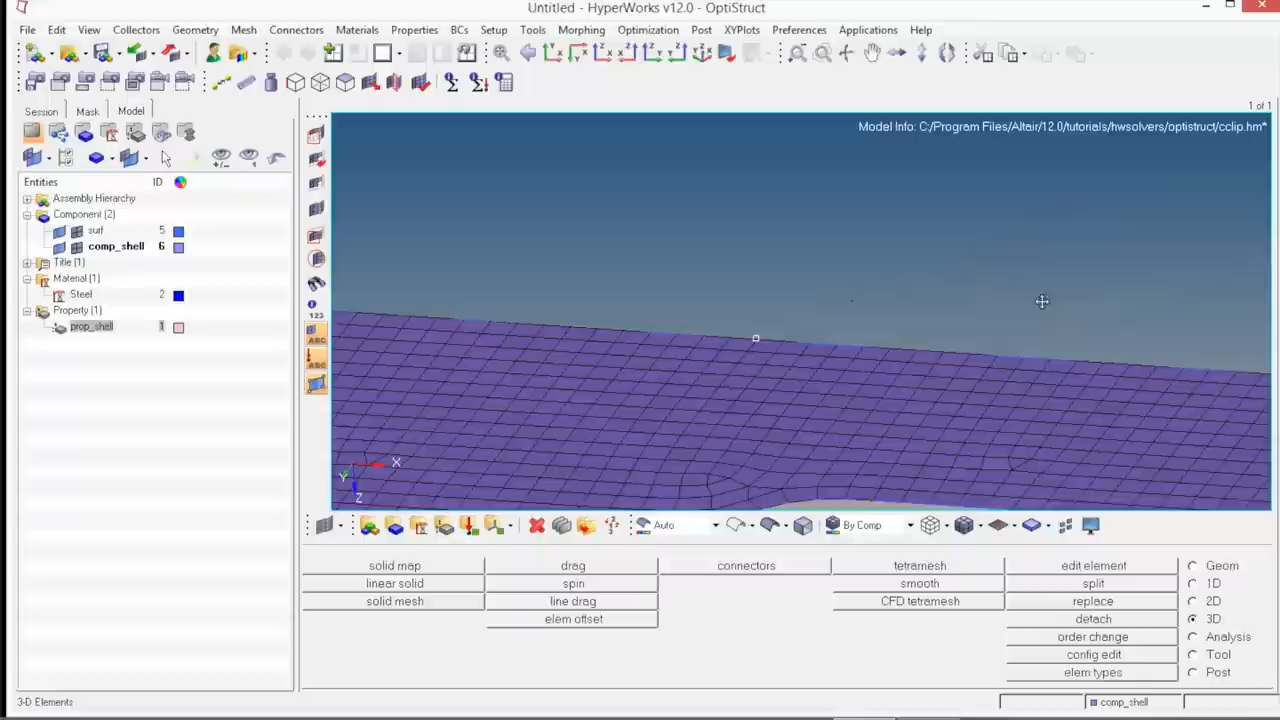 Untitled - HyperWorks v12.0 - OptiStruct
File Edit View Collectors Geometry Mesh Connectors Materials Properties BCs Setup Tools Morphing Optimization Post XYPlots Preferences Applications Help
Session Mask Model
1 of 1
Model Info: C:/Program Files/Altair/12.0/tutorials/hwsolvers/optistruct/cclip.hm*
Entities ID
Assembly Hierarchy
Component (2)
surf 5
comp_shell 6
Title (1)
Material (1)
Steel 2
Property (1)
prop_shell 1
123
ABC
ABC
X
Y
Z
Auto By Comp
solid map drag connectors tetramesh edit element Geom
linear solid spin smooth split 1D
solid mesh line drag CFD tetramesh replace 2D
elem offset detach 3D
order change Analysis
config edit Tool
elem types Post
3-D Elements comp_shell